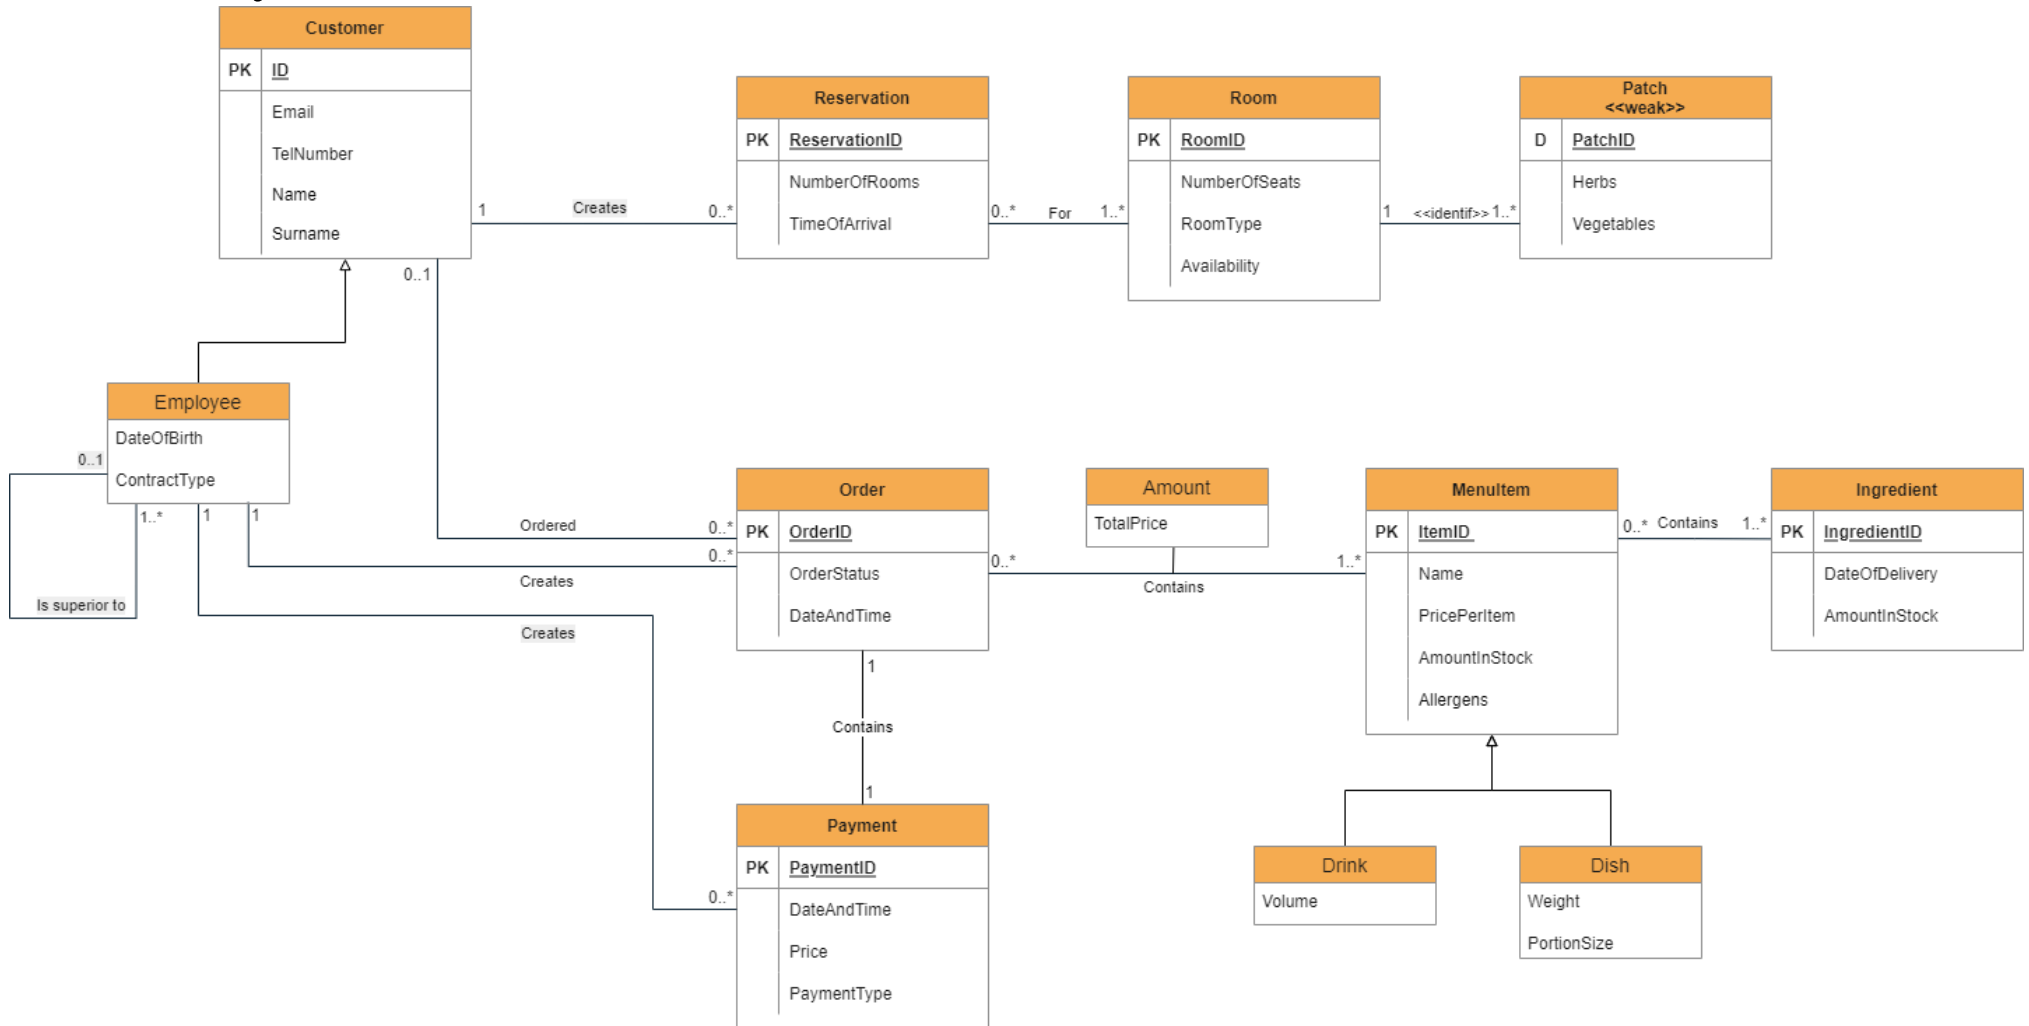 Customer
PK ID
Email
TelNumber
Name
Surname
Reservation
PK ReservationID
NumberOfRooms
TimeOfArrival
Room
PK RoomID
NumberOfSeats
RoomType
Availability
Patch
<<weak>>
D PatchID
Herbs
Vegetables
1 Creates 0..*
0..* For 1..*
1 <<identif>> 1..*
0..1
Employee
DateOfBirth
ContractType
0..1
1..* 1 1
Is superior to
Ordered 0..*
0..*
Creates
Creates
0..*
Order
PK OrderID
OrderStatus
DateAndTime
Amount
TotalPrice
0..* 1..*
Contains
MenuItem
PK ItemID
Name
PricePerItem
AmountInStock
Allergens
0..* Contains 1..*
Ingredient
PK IngredientID
DateOfDelivery
AmountInStock
1
Contains
1
Payment
PK PaymentID
DateAndTime
Price
PaymentType
Drink
Volume
Dish
Weight
PortionSize